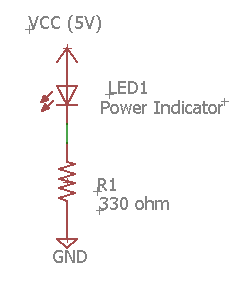 VCC (5V)
LED1
Power Indicator
R1
330 ohm
GND